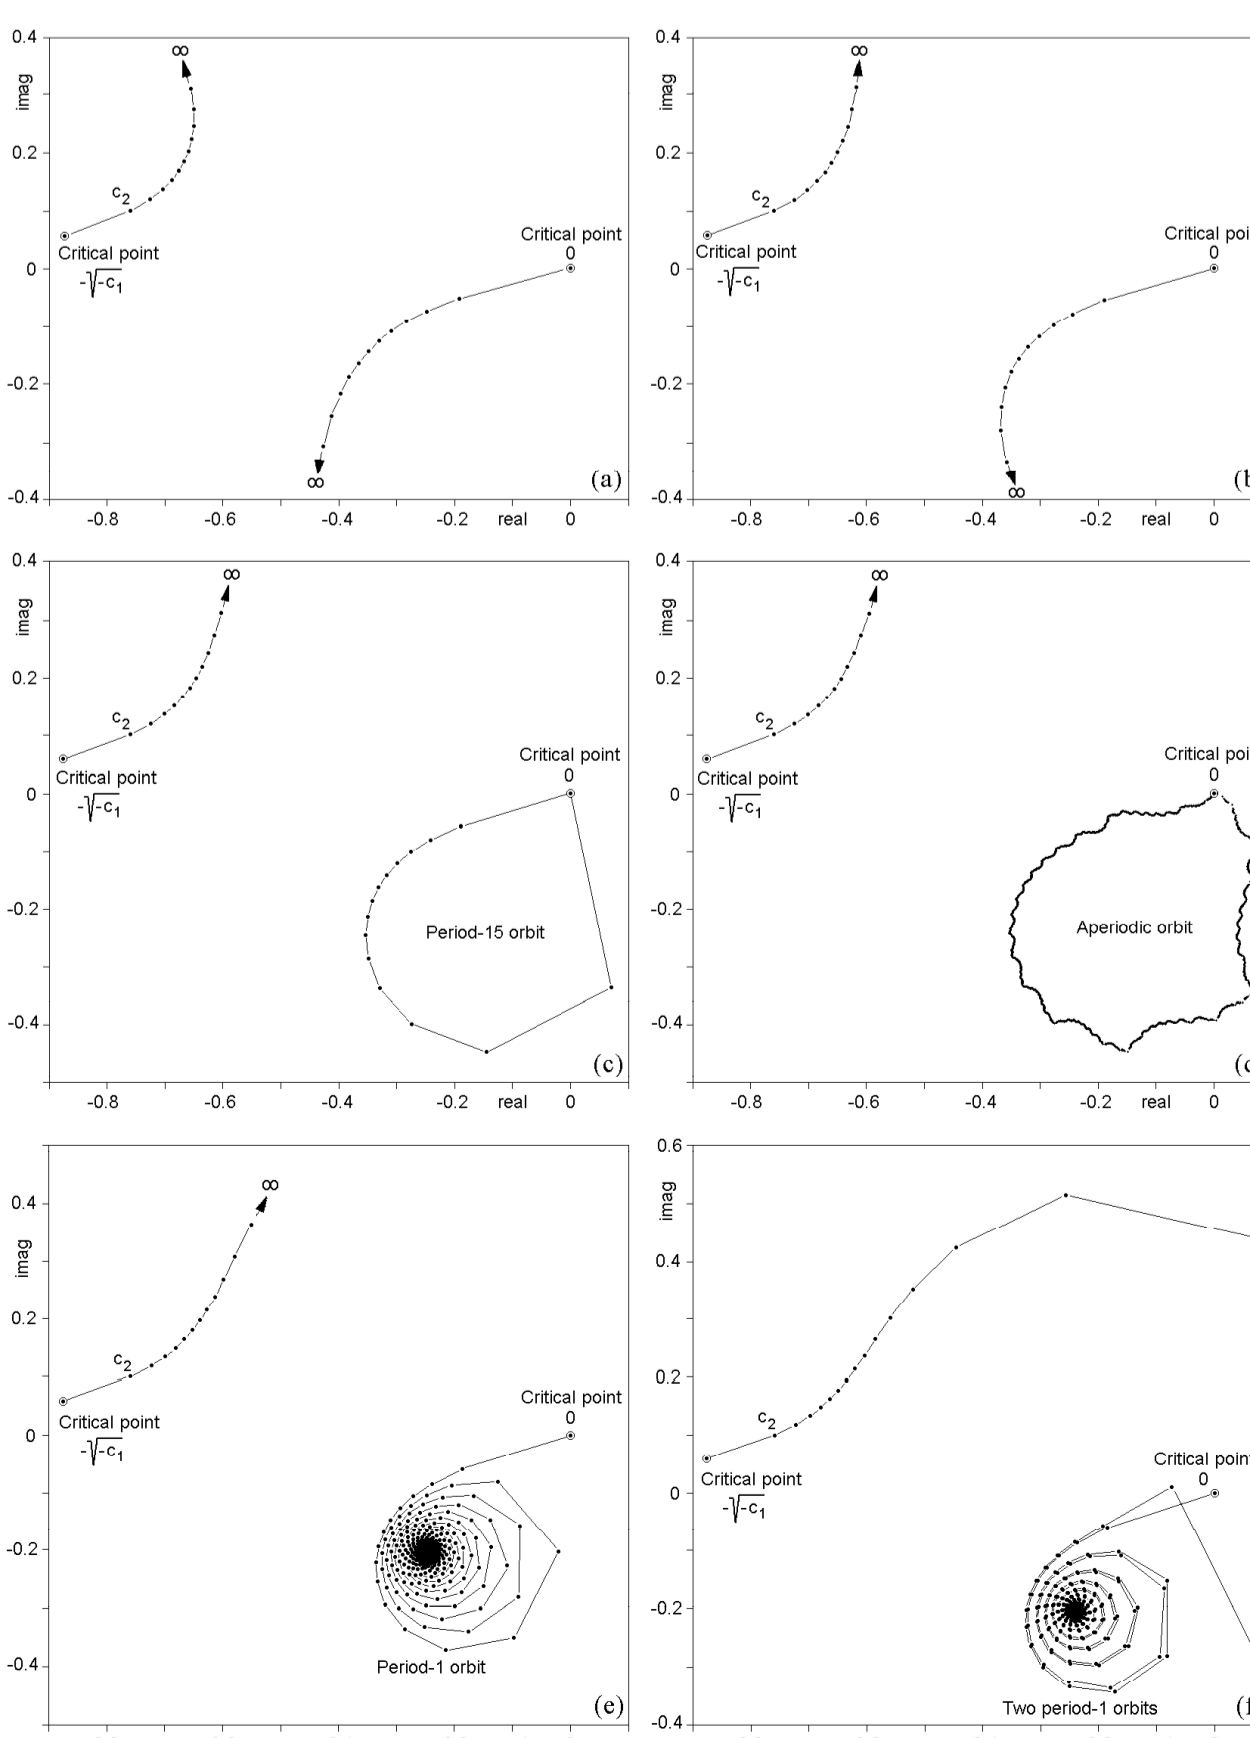 0.4
imag
0.2
0
-0.2
-0.4
∞
c2
Critical point
-√-c1
Critical point
0
∞
(a)
-0.8 -0.6 -0.4 -0.2 real 0
0.4
imag
0.2
0
-0.2
-0.4
∞
c2
Critical point
-√-c1
Critical poi
0
∞
(b
-0.8 -0.6 -0.4 -0.2 real 0
0.4
imag
0.2
0
-0.2
-0.4
∞
c2
Critical point
-√-c1
Critical point
0
Period-15 orbit
(c)
-0.8 -0.6 -0.4 -0.2 real 0
0.4
imag
0.2
0
-0.2
-0.4
∞
c2
Critical point
-√-c1
Critical poi
0
Aperiodic orbit
(d
-0.8 -0.6 -0.4 -0.2 real 0
0.4
imag
0.2
0
-0.2
-0.4
∞
c2
Critical point
-√-c1
Critical point
0
Period-1 orbit
(e)
0.6
imag
0.4
0.2
0
-0.2
-0.4
c2
Critical point
-√-c1
Critical point
0
Two period-1 orbits
(f